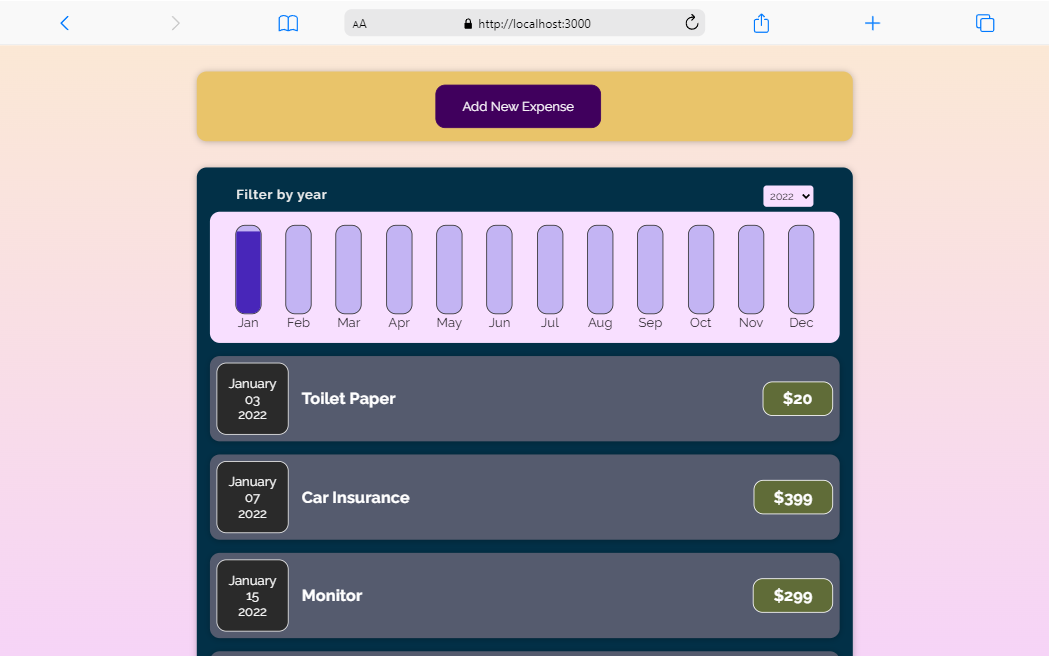 AA
http://localhost:3000
Add New Expense
Filter by year
2022
Jan Feb Mar Apr May Jun Jul Aug Sep Oct Nov Dec
January
03
2022
Toilet Paper
$20
January
07
2022
Car Insurance
$399
January
15
2022
Monitor
$299